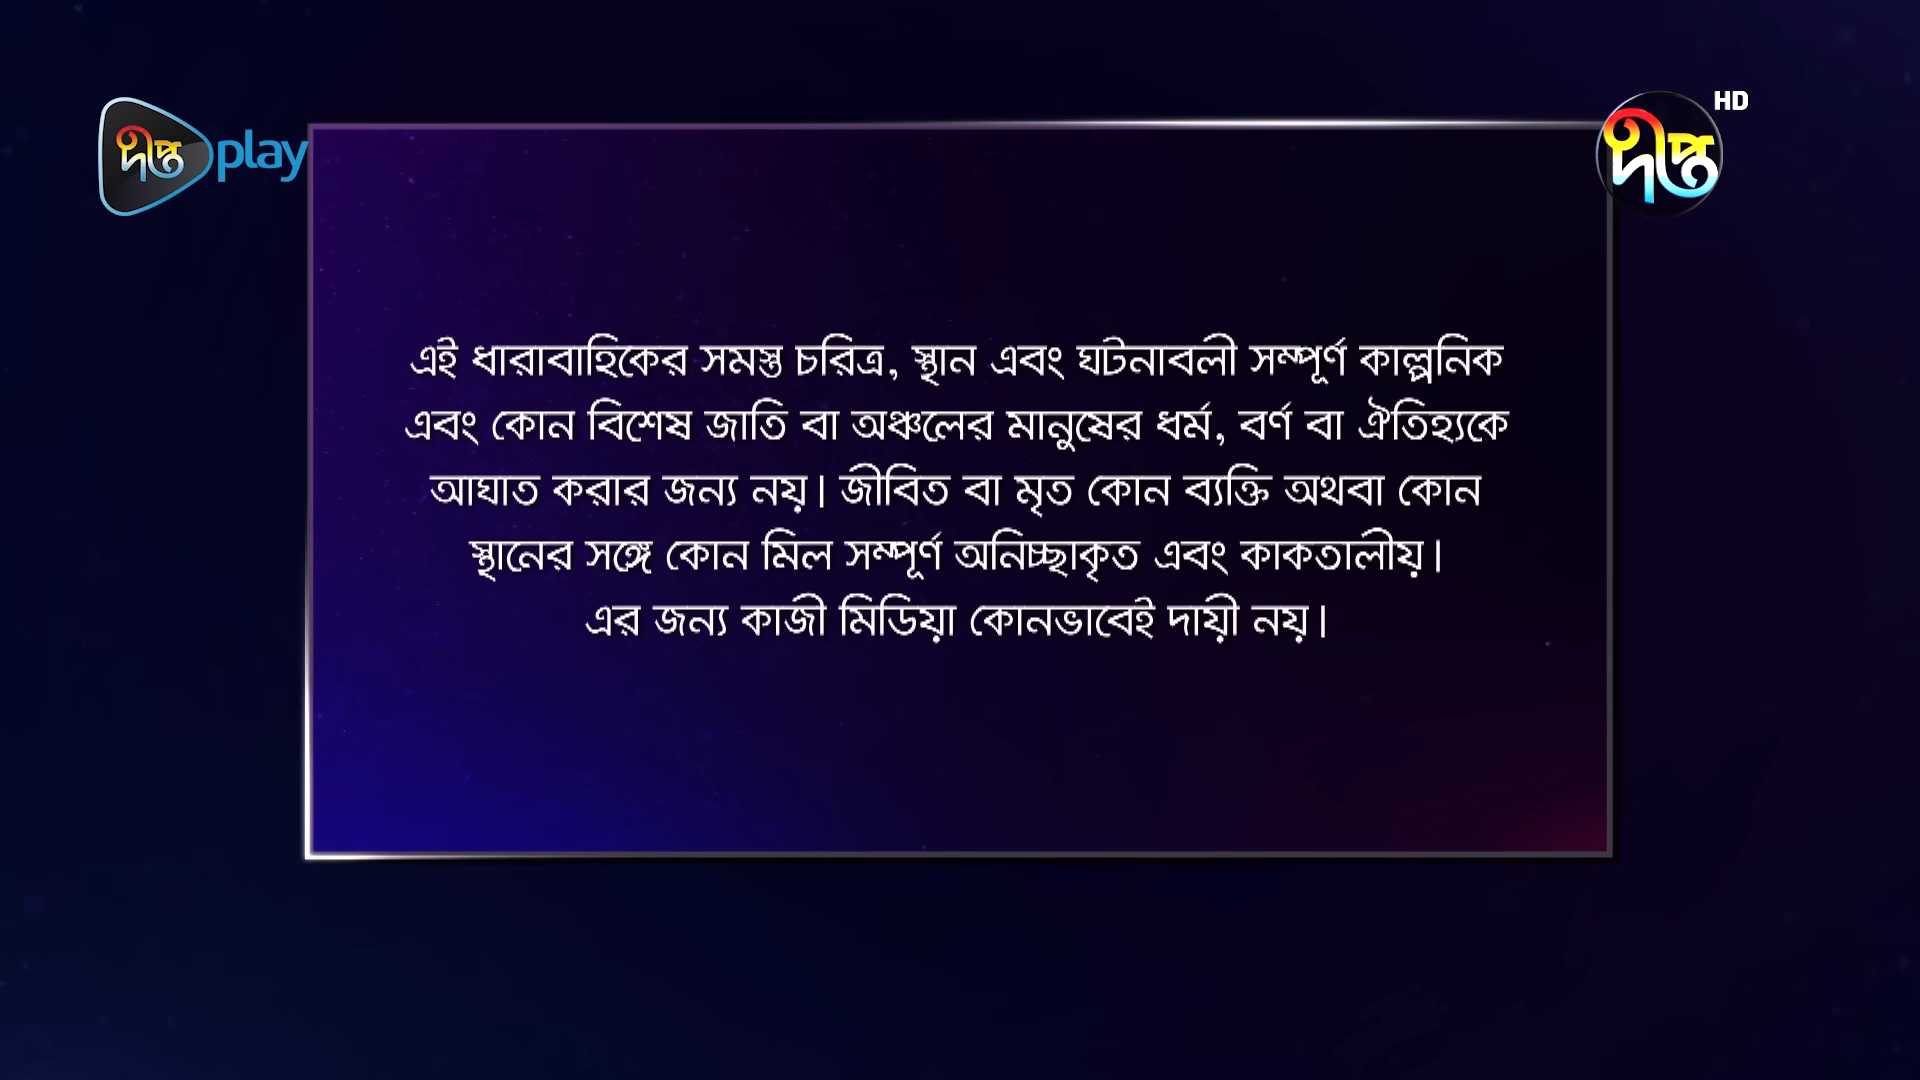 HD
দীপ্ত play
দীপ্ত
এই ধারাবাহিকের সমস্ত চরিত্র, স্থান এবং ঘটনাবলী সম্পূর্ণ কাল্পনিক
এবং কোন বিশেষ জাতি বা অঞ্চলের মানুষের ধর্ম, বর্ণ বা ঐতিহ্যকে
আঘাত করার জন্য নয়। জীবিত বা মৃত কোন ব্যক্তি অথবা কোন
স্থানের সঙ্গে কোন মিল সম্পূর্ণ অনিচ্ছাকৃত এবং কাকতালীয়।
এর জন্য কাজী মিডিয়া কোনভাবেই দায়ী নয়।